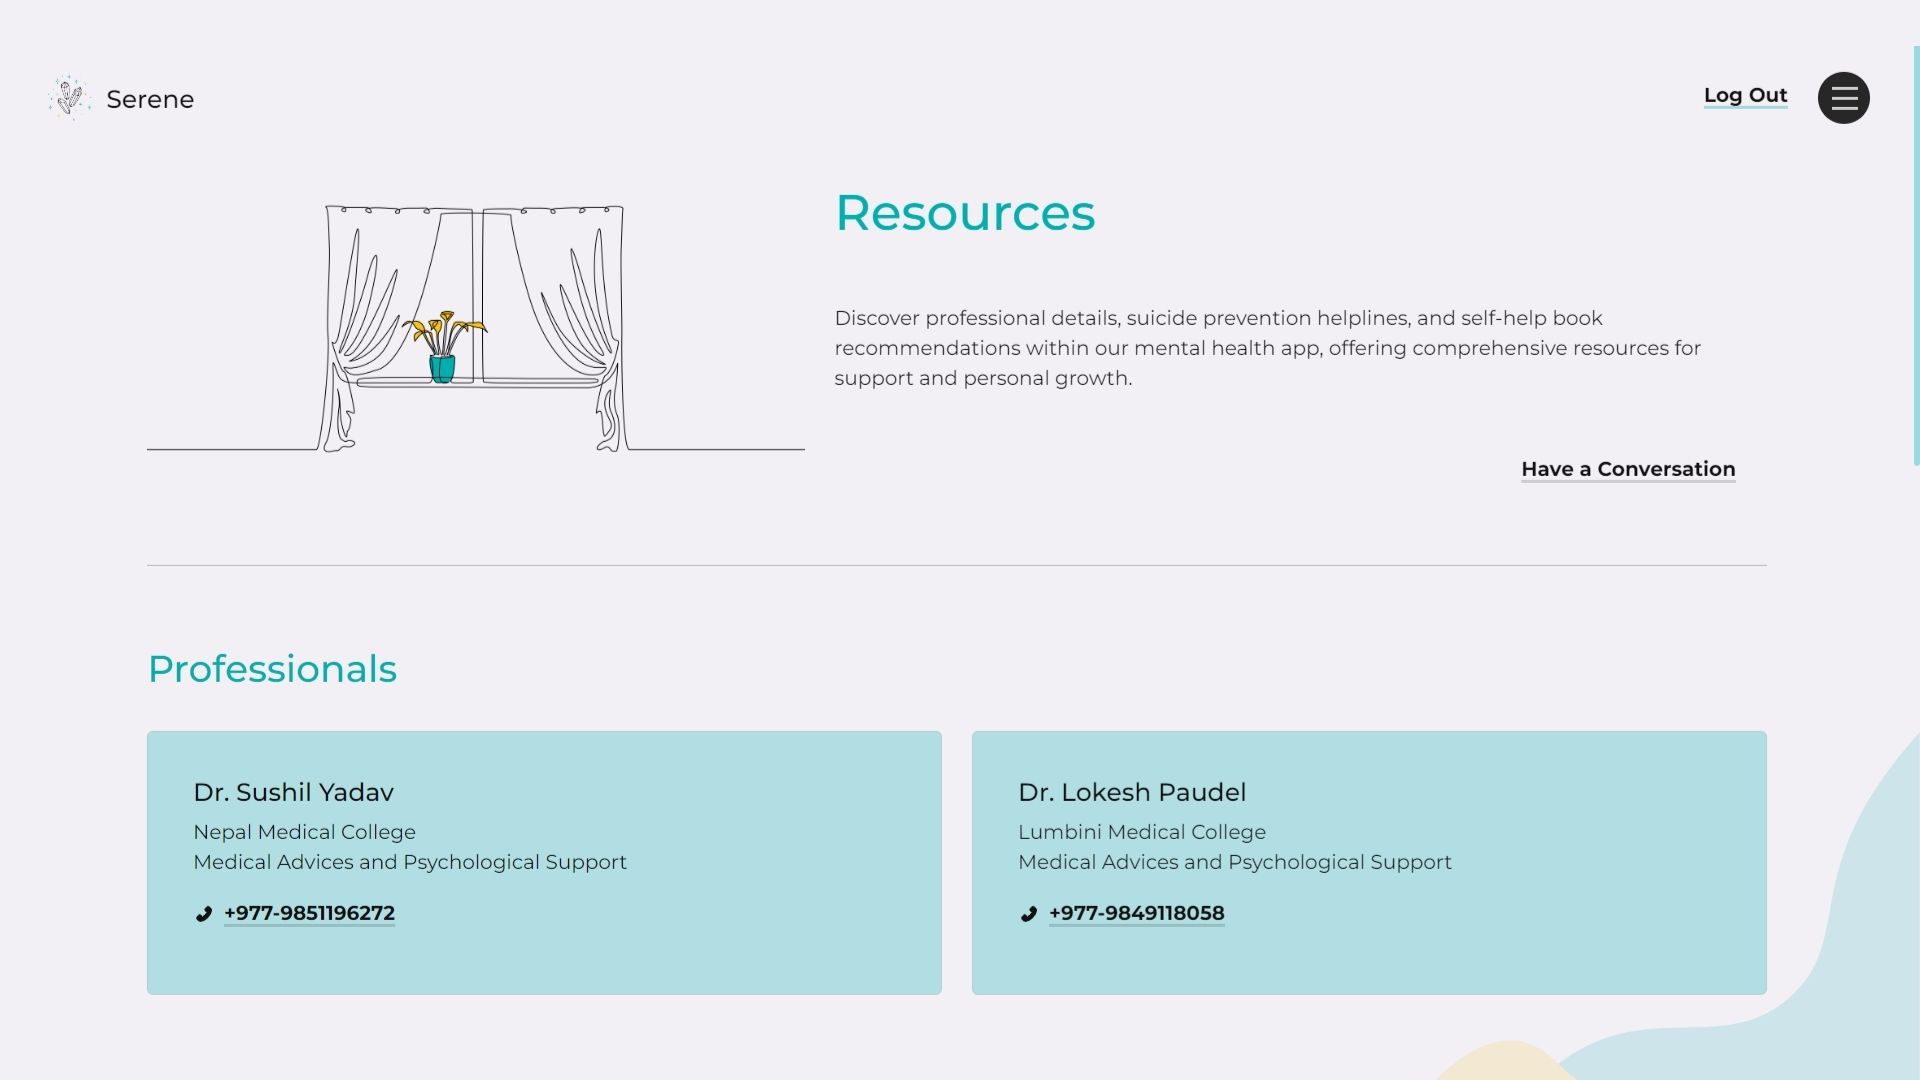 Serene
Log Out
Resources
Discover professional details, suicide prevention helplines, and self-help book
recommendations within our mental health app, offering comprehensive resources for
support and personal growth.
Have a Conversation
Professionals
Dr. Sushil Yadav
Nepal Medical College
Medical Advices and Psychological Support
+977-9851196272
Dr. Lokesh Paudel
Lumbini Medical College
Medical Advices and Psychological Support
+977-9849118058